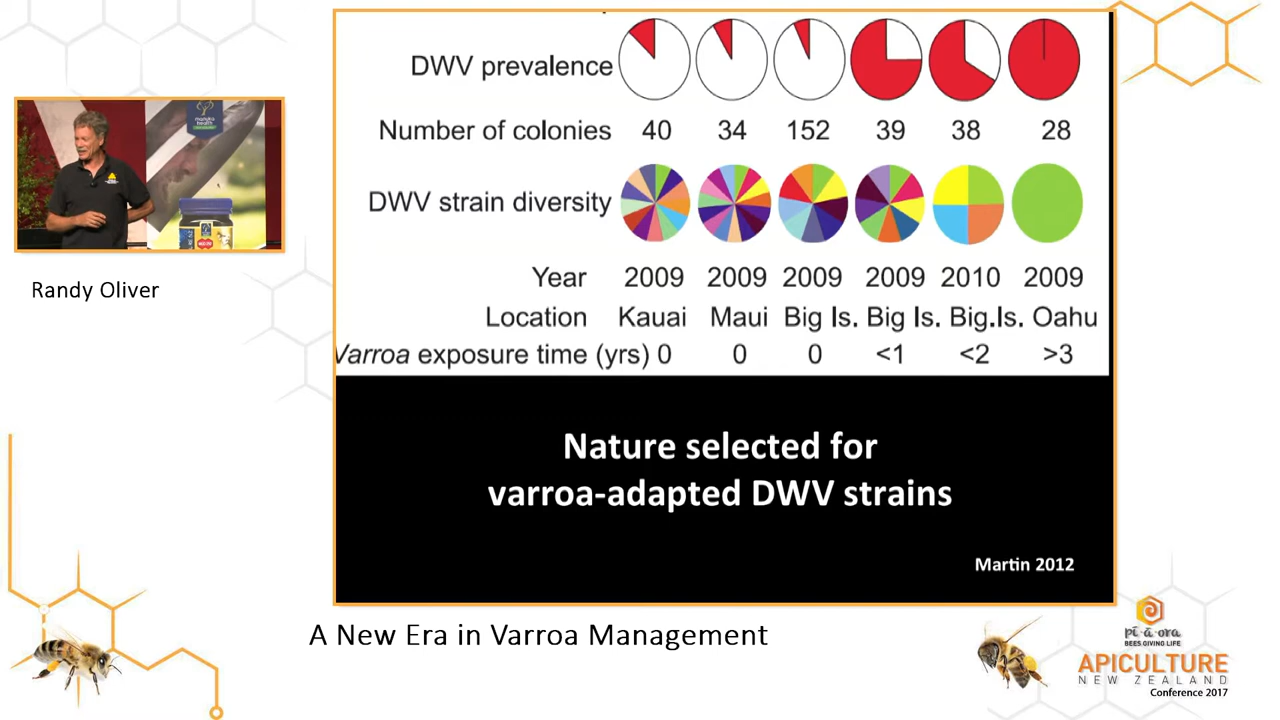 DWV prevalence
Number of colonies 40 34 152 39 38 28
DWV strain diversity
Year 2009 2009 2009 2009 2010 2009
Location Kauai Maui Big Is. Big Is. Big.Is. Oahu
Varroa exposure time (yrs) 0 0 0 <1 <2 >3
Nature selected for
varroa-adapted DWV strains
Martin 2012
manuka
health
Randy Oliver
A New Era in Varroa Management
pī-ā-ora
BEES GIVING LIFE
APICULTURE
NEW ZEALAND
Conference 2017